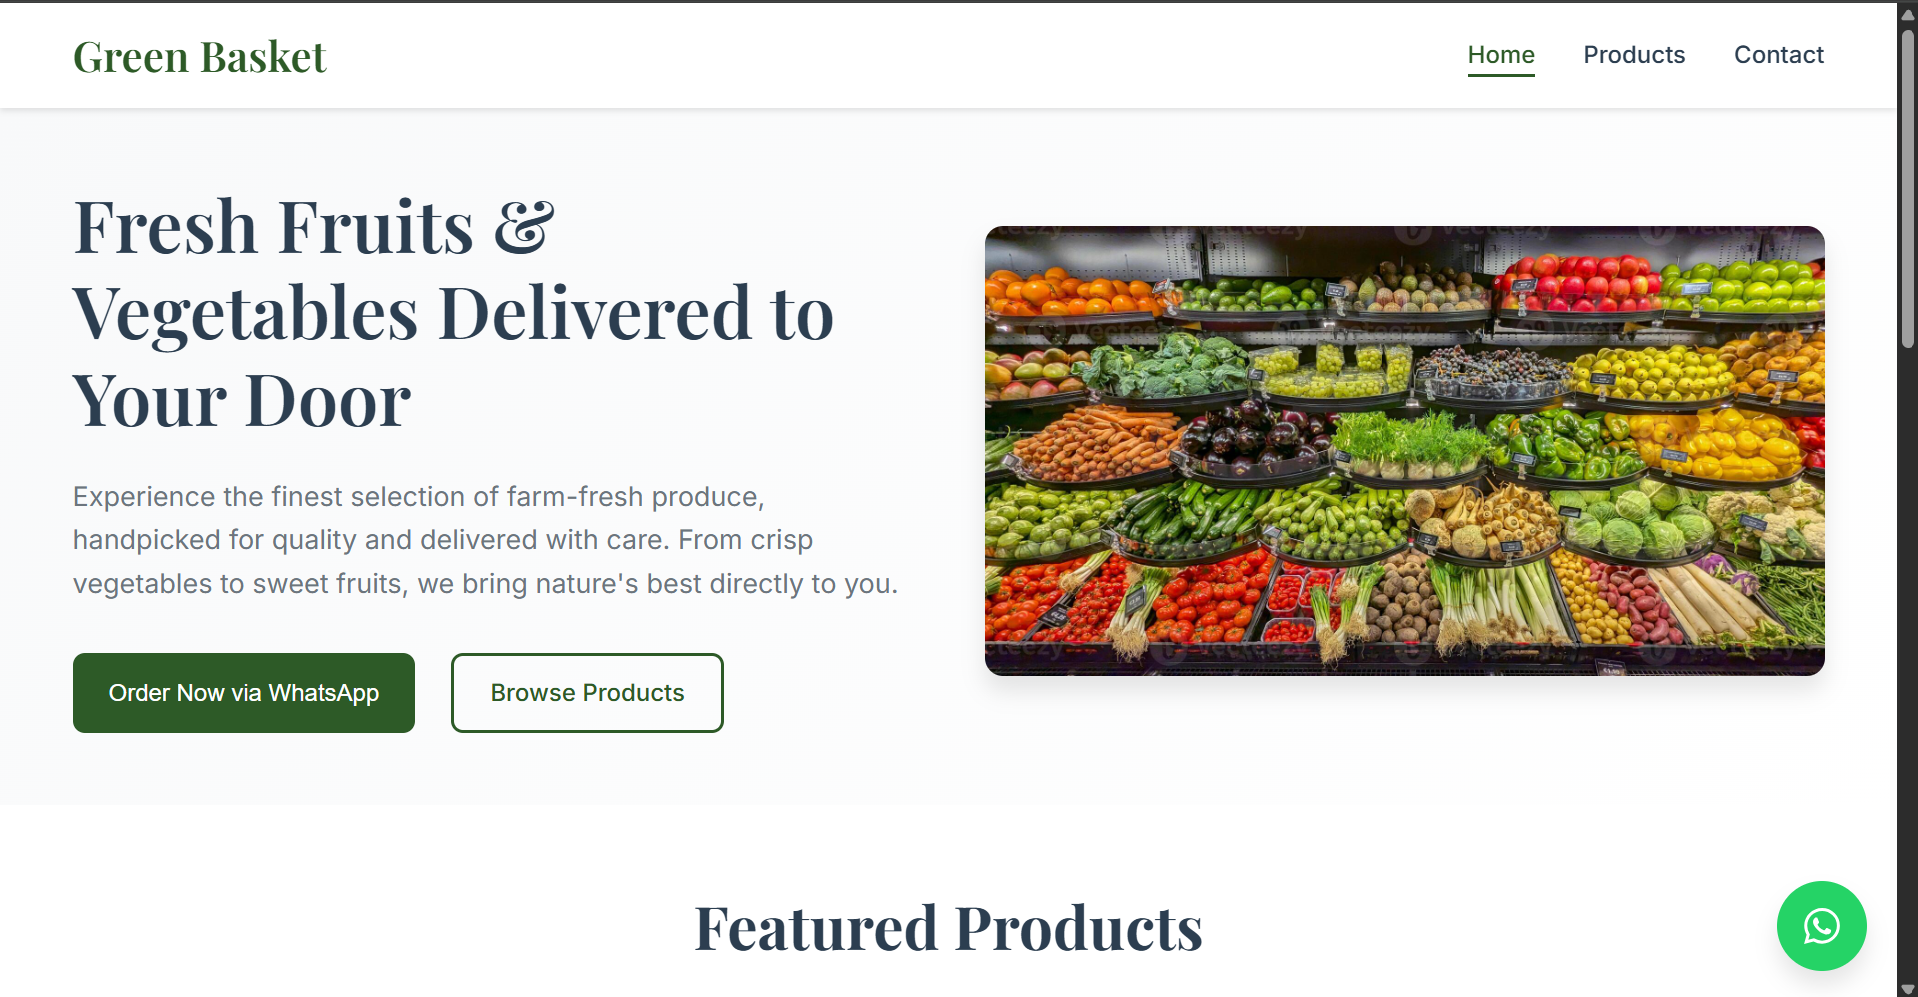 Green Basket
Home
Products
Contact
Fresh Fruits &
Vegetables Delivered to
Your Door
Experience the finest selection of farm-fresh produce,
handpicked for quality and delivered with care. From crisp
vegetables to sweet fruits, we bring nature's best directly to you.
Order Now via WhatsApp
Browse Products
Featured Products